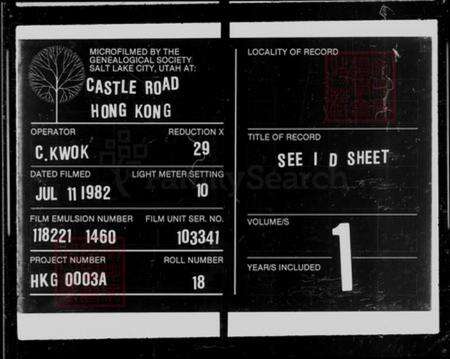 MICROFILMED BY THE
GENEALOGICAL SOCIETY
SALT LAKE CITY, UTAH AT:
CASTLE ROAD
HONG KONG
OPERATOR
REDUCTION X
C.KWOK
29
DATED FILMED
LIGHT METER SETTING
JUL 11 1982
10
FILM EMULSION NUMBER
FILM UNIT SER. NO.
118221 1460
103341
PROJECT NUMBER
ROLL NUMBER
HKG 0003A
18
LOCALITY OF RECORD
TITLE OF RECORD
SEE I D SHEET
FamilySearch
VOLUME/S
1
YEAR/S INCLUDED